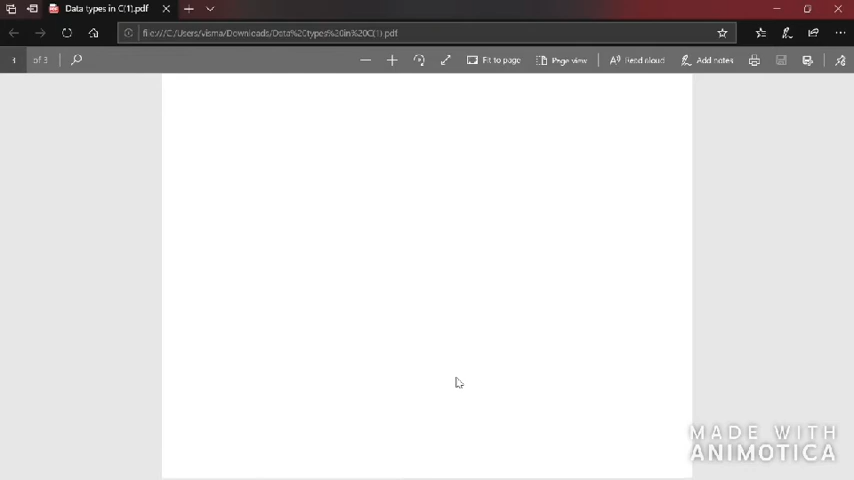 Data types in C(1).pdf
file:///C:/Users/visma/Downloads/Data%20types%20in%20C(1).pdf
3 of 3 Fit to page Page view Read aloud Add notes
MADE WITH
ANIMOTICA